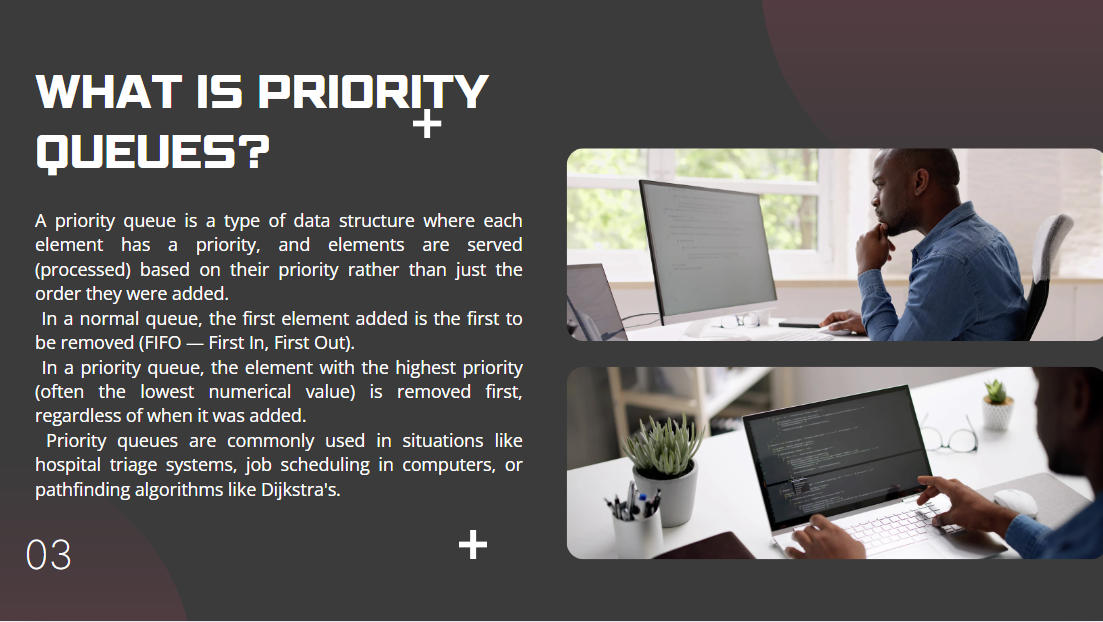 WHAT IS PRIORITY
QUEUES?
A priority queue is a type of data structure where each
element has a priority, and elements are served
(processed) based on their priority rather than just the
order they were added.
In a normal queue, the first element added is the first to
be removed (FIFO — First In, First Out).
In a priority queue, the element with the highest priority
(often the lowest numerical value) is removed first,
regardless of when it was added.
Priority queues are commonly used in situations like
hospital triage systems, job scheduling in computers, or
pathfinding algorithms like Dijkstra's.
03